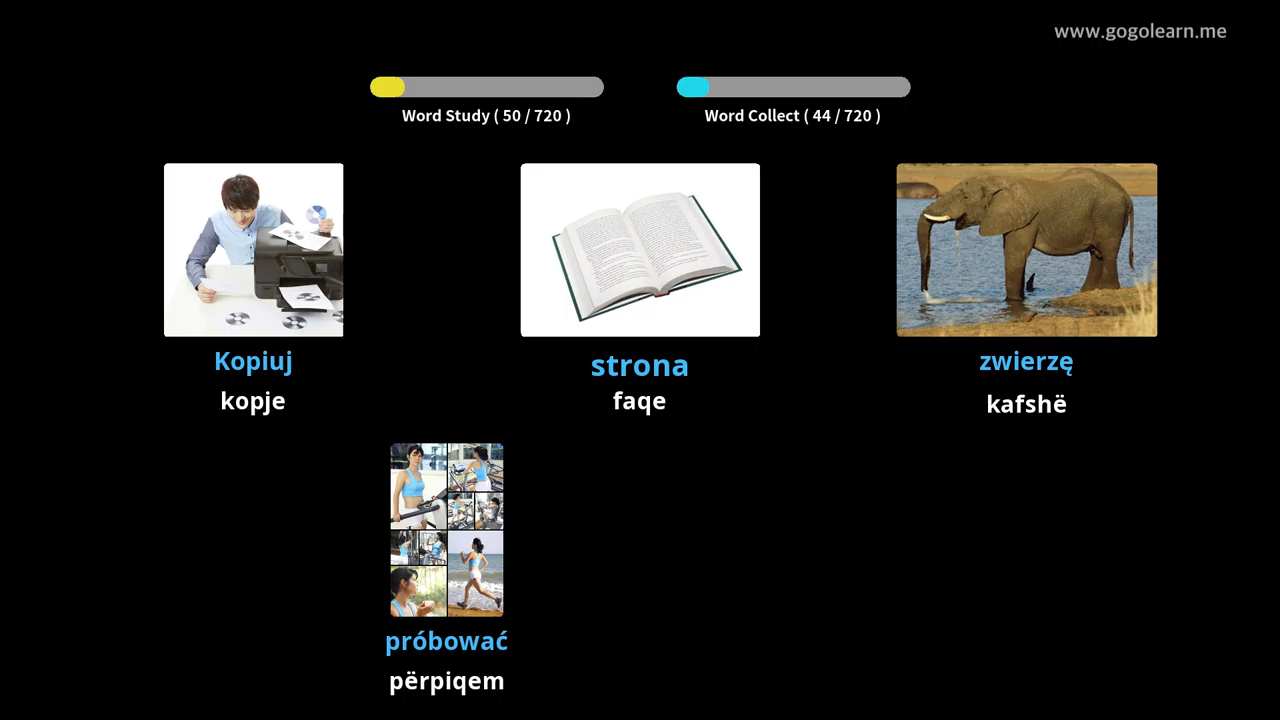 www.gogolearn.me
Word Study ( 50 / 720 )
Word Collect ( 44 / 720 )
Kopiuj
kopje
strona
faqe
zwierzę
kafshë
próbować
përpiqem